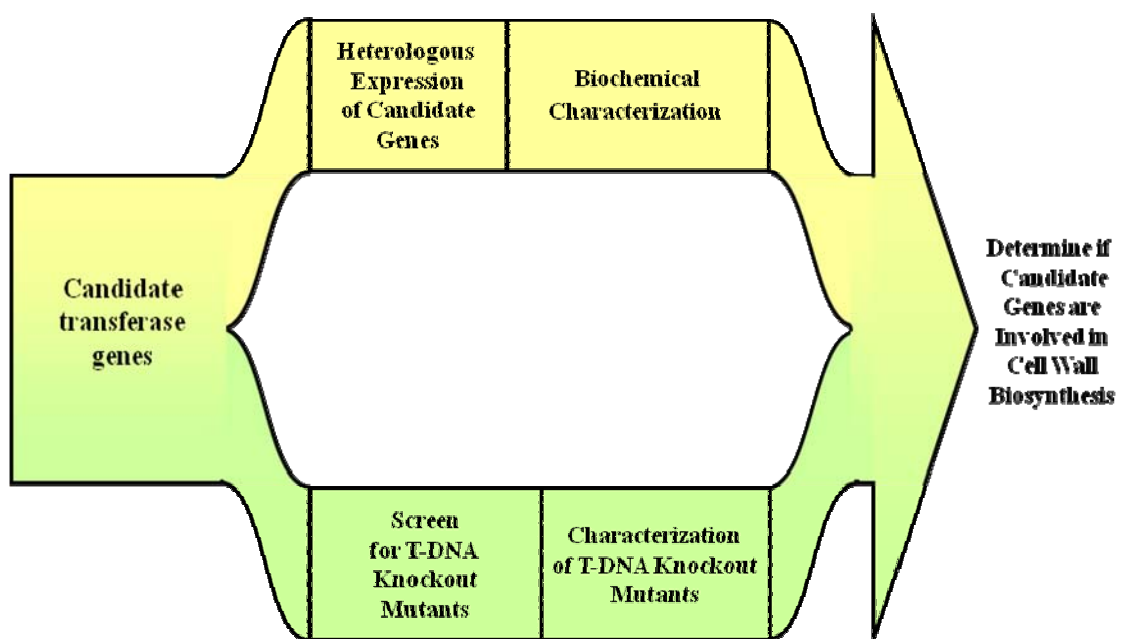 Candidate
transferase
genes
Heterologous
Expression
of Candidate
Genes
Biochemical
Characterization
Screen
for T-DNA
Knockout
Mutants
Characterization
of T-DNA Knockout
Mutants
Determine if
Candidate
Genes are
Involved in
Cell Wall
Biosynthesis